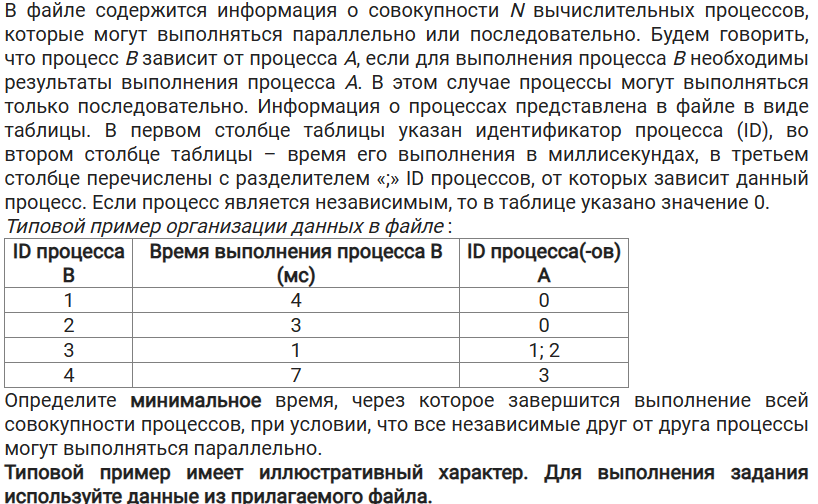 В файле содержится информация о совокупности N вычислительных процессов,
которые могут выполняться параллельно или последовательно. Будем говорить,
что процесс B зависит от процесса A, если для выполнения процесса B необходимы
результаты выполнения процесса A. В этом случае процессы могут выполняться
только последовательно. Информация о процессах представлена в файле в виде
таблицы. В первом столбце таблицы указан идентификатор процесса (ID), во
втором столбце таблицы – время его выполнения в миллисекундах, в третьем
столбце перечислены с разделителем «;» ID процессов, от которых зависит данный
процесс. Если процесс является независимым, то в таблице указано значение 0.
Типовой пример организации данных в файле :
ID процесса B Время выполнения процесса B (мс) ID процесса(-ов) A
1 4 0
2 3 0
3 1 1; 2
4 7 3
Определите минимальное время, через которое завершится выполнение всей
совокупности процессов, при условии, что все независимые друг от друга процессы
могут выполняться параллельно.
Типовой пример имеет иллюстративный характер. Для выполнения задания
используйте данные из прилагаемого файла.